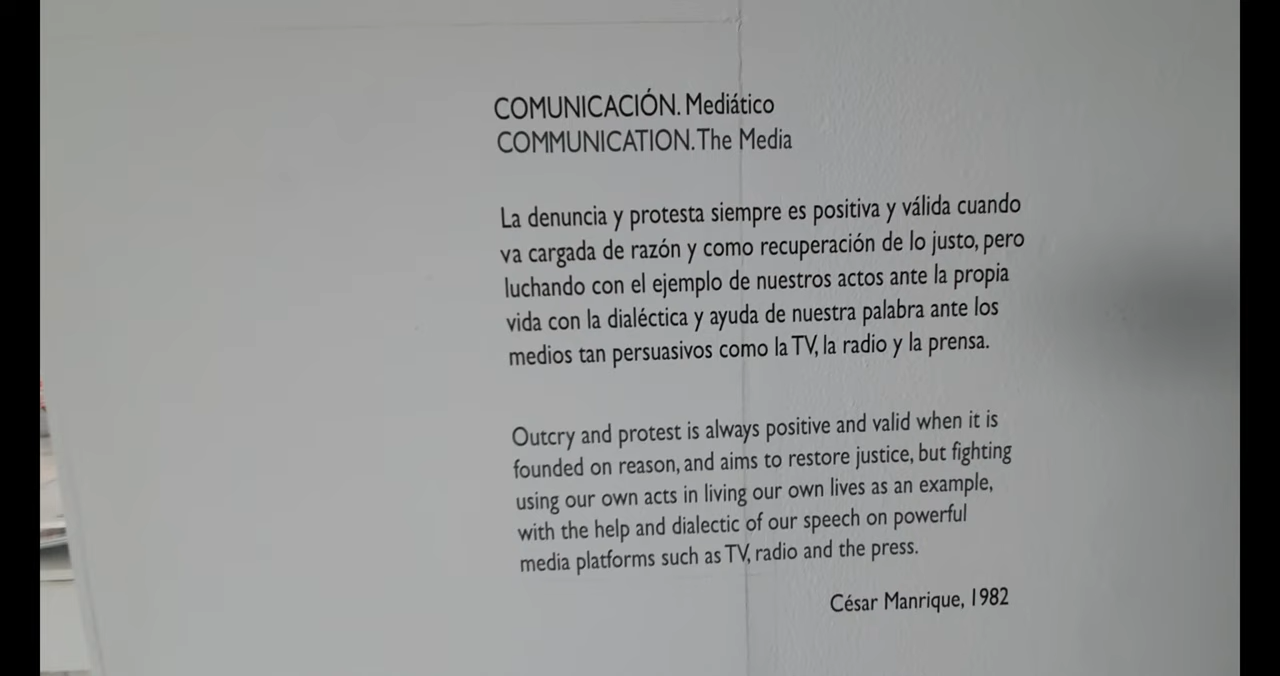 COMUNICACIÓN. Mediático
COMMUNICATION. The Media
La denuncia y protesta siempre es positiva y válida cuando
va cargada de razón y como recuperación de lo justo, pero
luchando con el ejemplo de nuestros actos ante la propia
vida con la dialéctica y ayuda de nuestra palabra ante los
medios tan persuasivos como la TV, la radio y la prensa.
Outcry and protest is always positive and valid when it is
founded on reason, and aims to restore justice, but fighting
using our own acts in living our own lives as an example,
with the help and dialectic of our speech on powerful
media platforms such as TV, radio and the press.
César Manrique, 1982